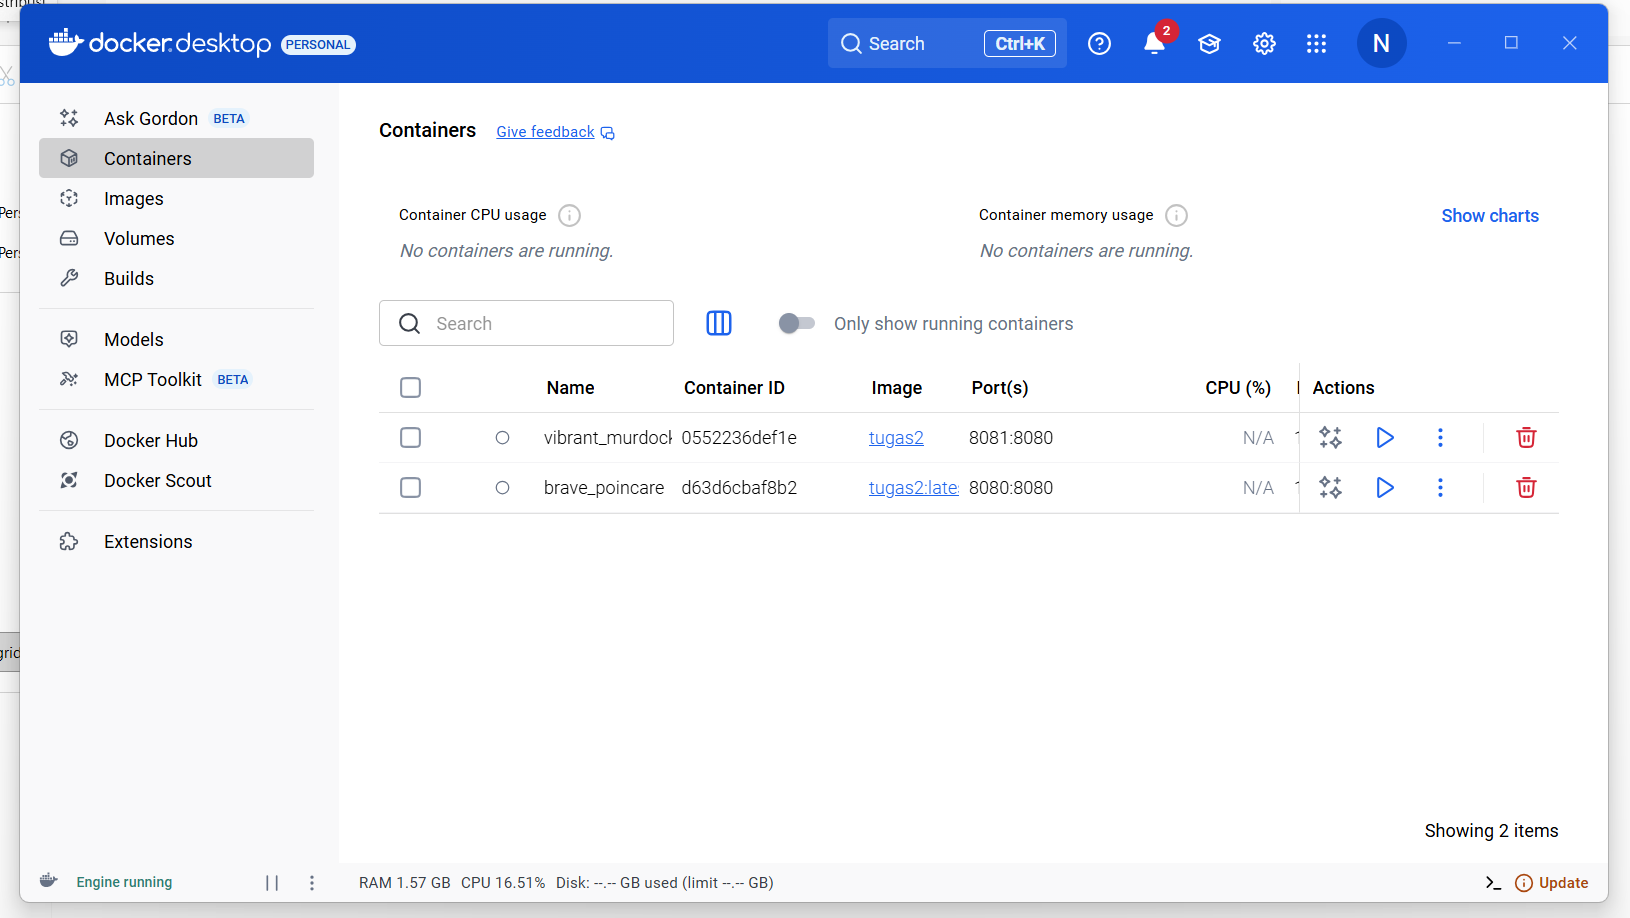 docker.desktop PERSONAL
Search Ctrl+K
2
N
Ask Gordon BETA
Containers
Images
Volumes
Builds
Models
MCP Toolkit BETA
Docker Hub
Docker Scout
Extensions
Containers Give feedback
Container CPU usage
No containers are running.
Container memory usage
No containers are running.
Show charts
Search
Only show running containers
Name Container ID Image Port(s) CPU (%) Actions
vibrant_murdock 0552236def1e tugas2 8081:8080 N/A
brave_poincare d63d6cbaf8b2 tugas2:late 8080:8080 N/A
Showing 2 items
Engine running
RAM 1.57 GB CPU 16.51% Disk: --.-- GB used (limit --.-- GB)
Update